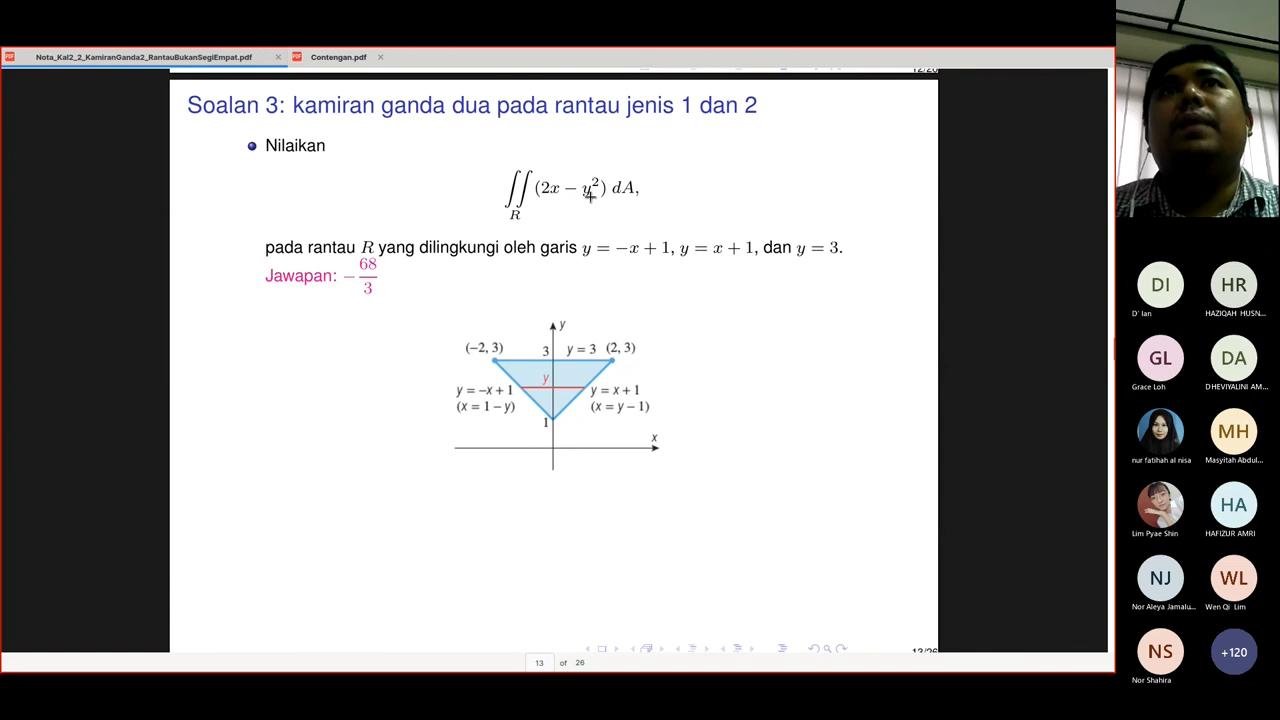 Nota_Kal2_2_KamiranGanda2_RantauBukanSegiEmpat.pdf
Contengan.pdf
Soalan 3: kamiran ganda dua pada rantau jenis 1 dan 2
Nilaikan
∬_R (2x − y²) dA,
pada rantau R yang dilingkungi oleh garis y = −x + 1, y = x + 1, dan y = 3.
Jawapan: − 68/3
y
(−2, 3) 3 y = 3 (2, 3)
y
y = −x + 1 y = x + 1
(x = 1 − y) (x = y − 1)
1
x
13 of 26
DI HR
D' Ian HAZIQAH HUSN...
GL DA
Grace Loh DHEVIYALINI AM...
MH
nur fatihah al nisa Masyitah Abdul...
HA
Lim Pyae Shin HAFIZUR AMRI
NJ WL
Nor Aleya Jamalu... Wen Qi Lim
NS +120
Nor Shahira